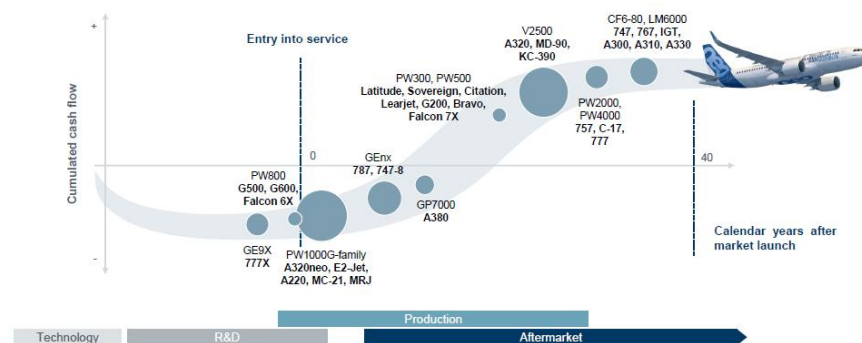 +
Cumulated cash flow
-
Entry into service
0
40
Calendar years after
market launch
GE9X
777X
PW800
G500, G600,
Falcon 6X
PW1000G-family
A320neo, E2-Jet,
A220, MC-21, MRJ
GEnx
787, 747-8
GP7000
A380
PW300, PW500
Latitude, Sovereign, Citation,
Learjet, G200, Bravo,
Falcon 7X
V2500
A320, MD-90,
KC-390
PW2000,
PW4000
757, C-17,
777
CF6-80, LM6000
747, 767, IGT,
A300, A310, A330
Production
Technology
R&D
Aftermarket